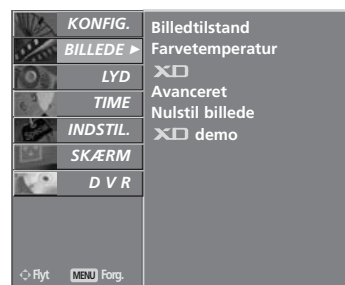 KONFIG.
BILLEDE ►
LYD
TIME
INDSTIL.
SKÆRM
D V R
Flyt MENU Forg.
Billedtilstand
Farvetemperatur
XD
Avanceret
Nulstil billede
XD demo